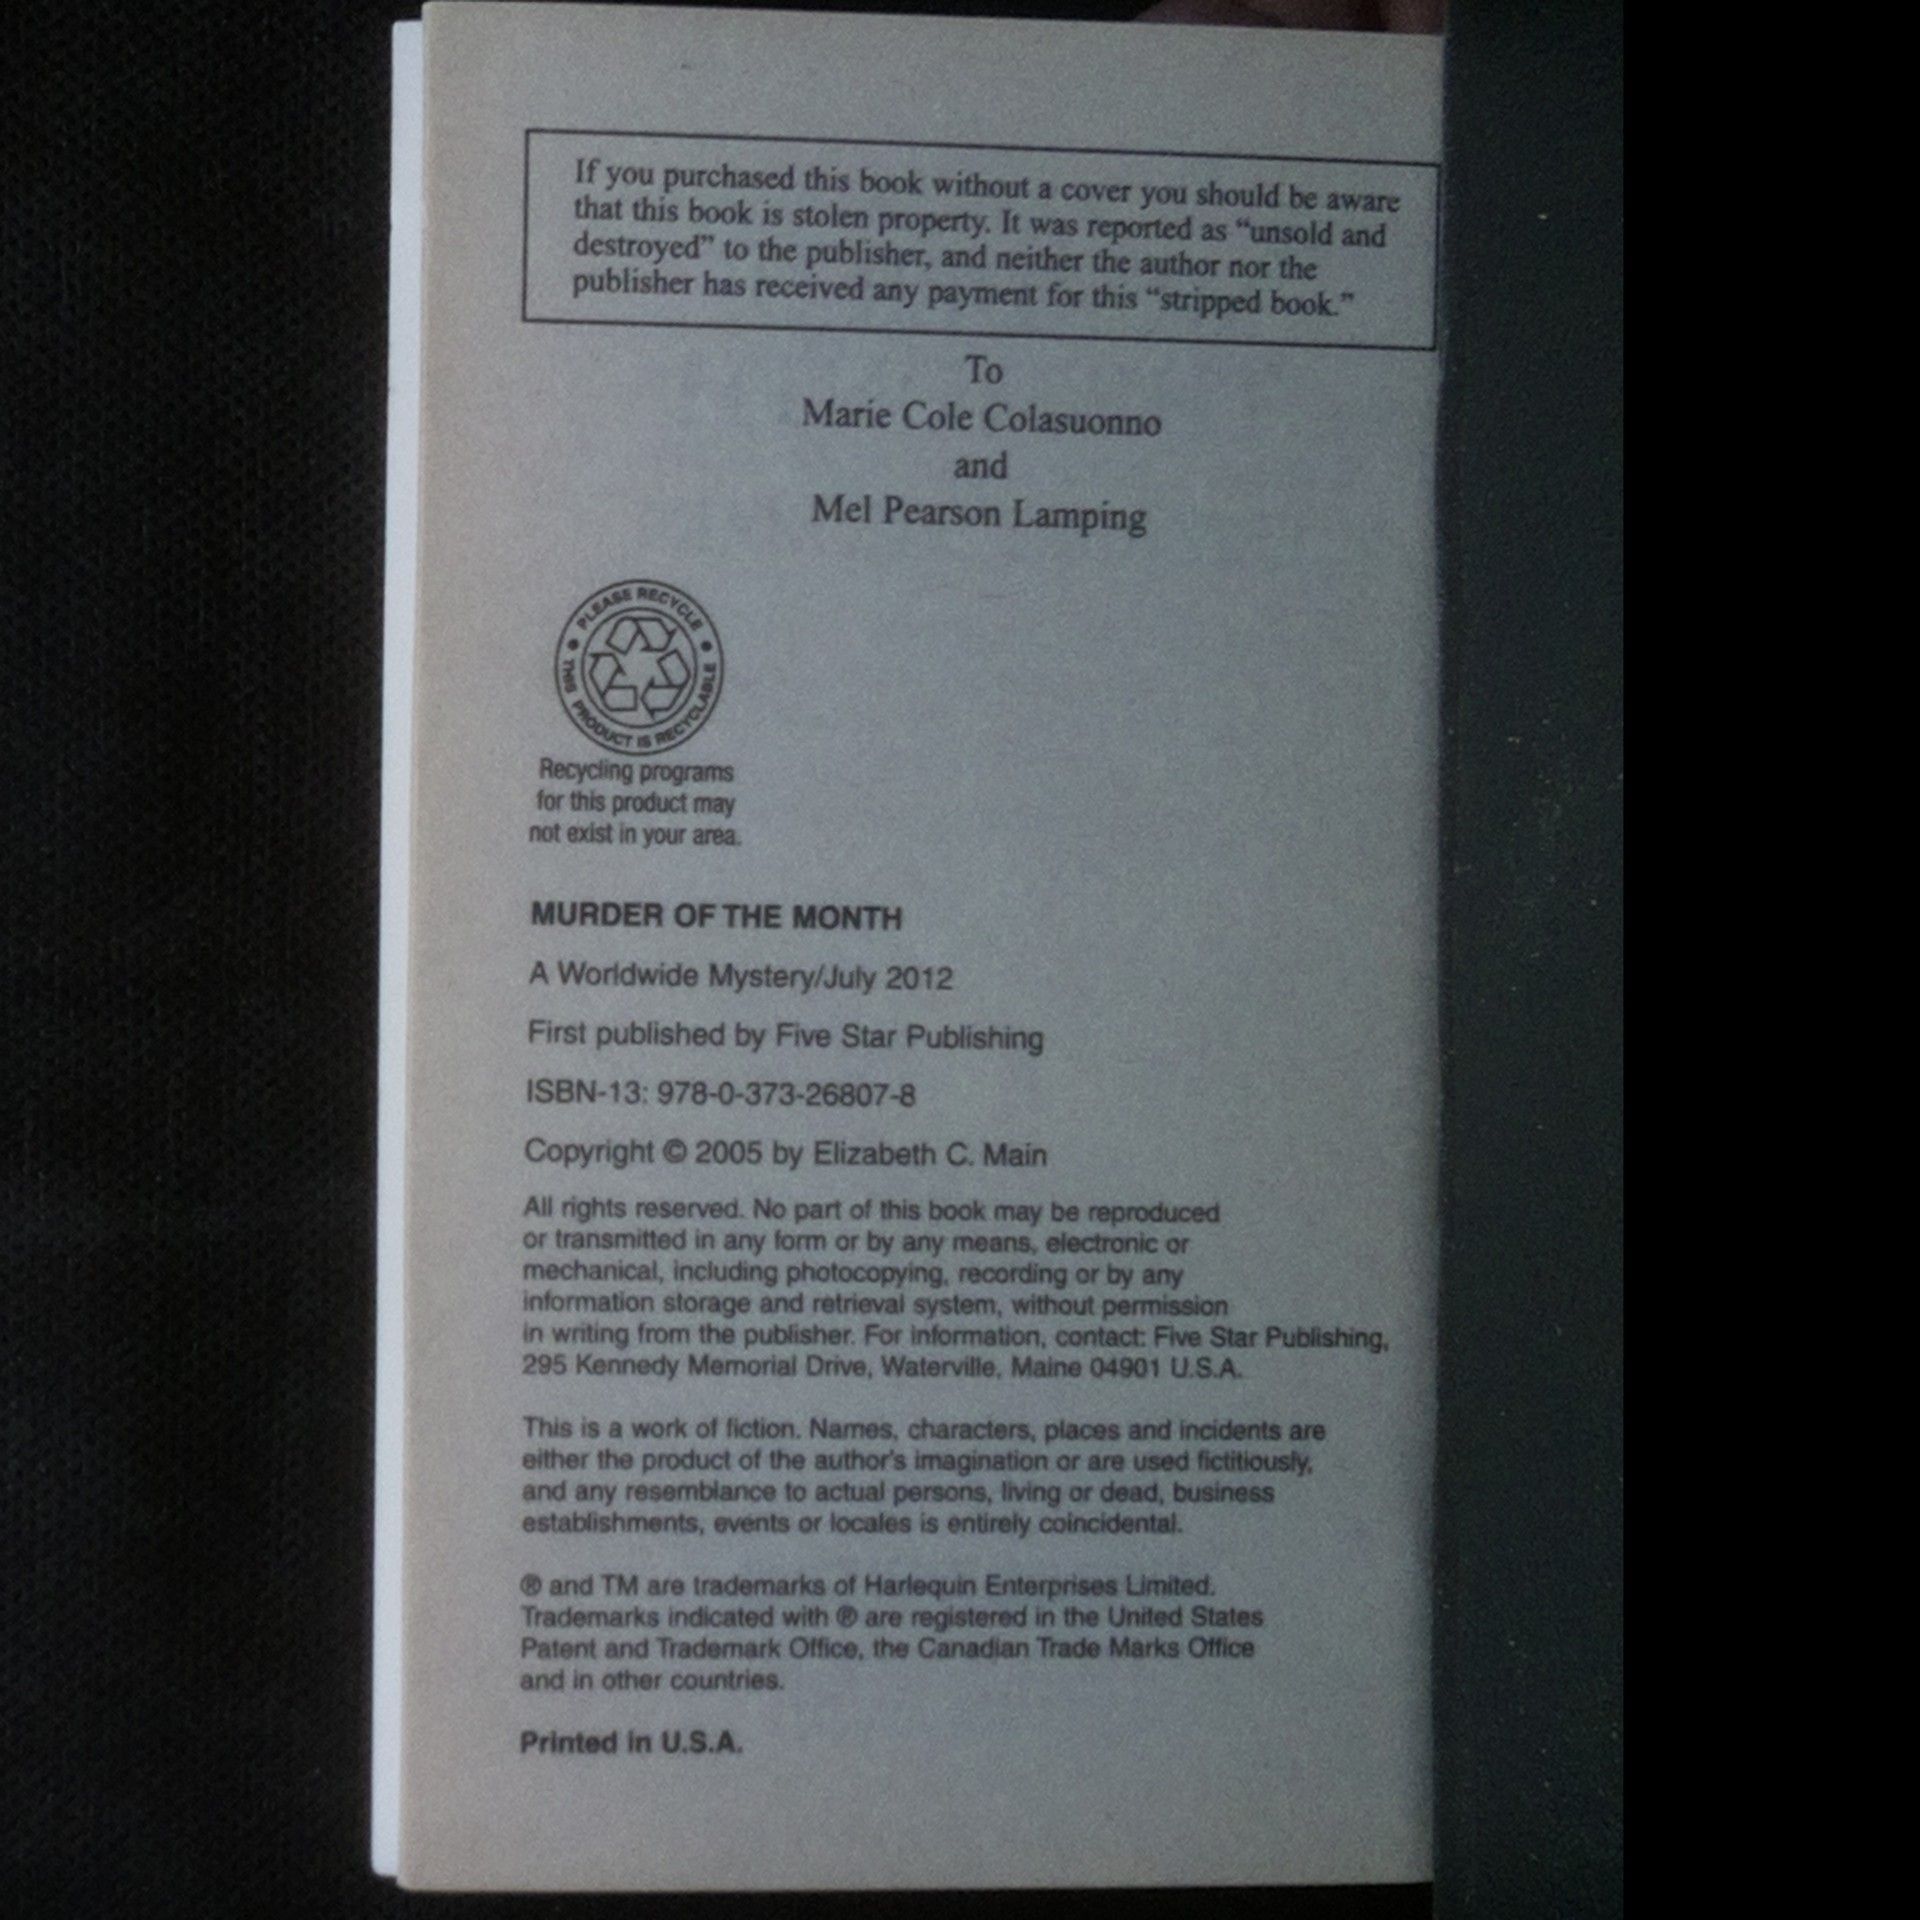 If you purchased this book without a cover you should be aware
that this book is stolen property. It was reported as “unsold and
destroyed” to the publisher, and neither the author nor the
publisher has received any payment for this “stripped book.”
To
Marie Cole Colasuonno
and
Mel Pearson Lamping
PLEASE RECYCLE
THIS PRODUCT IS RECYCLABLE
Recycling programs
for this product may
not exist in your area.
MURDER OF THE MONTH
A Worldwide Mystery/July 2012
First published by Five Star Publishing
ISBN-13: 978-0-373-26807-8
Copyright © 2005 by Elizabeth C. Main
All rights reserved. No part of this book may be reproduced
or transmitted in any form or by any means, electronic or
mechanical, including photocopying, recording or by any
information storage and retrieval system, without permission
in writing from the publisher. For information, contact: Five Star Publishing,
295 Kennedy Memorial Drive, Waterville, Maine 04901 U.S.A.
This is a work of fiction. Names, characters, places and incidents are
either the product of the author's imagination or are used fictitiously,
and any resemblance to actual persons, living or dead, business
establishments, events or locales is entirely coincidental.
® and TM are trademarks of Harlequin Enterprises Limited.
Trademarks indicated with ® are registered in the United States
Patent and Trademark Office, the Canadian Trade Marks Office
and in other countries.
Printed in U.S.A.